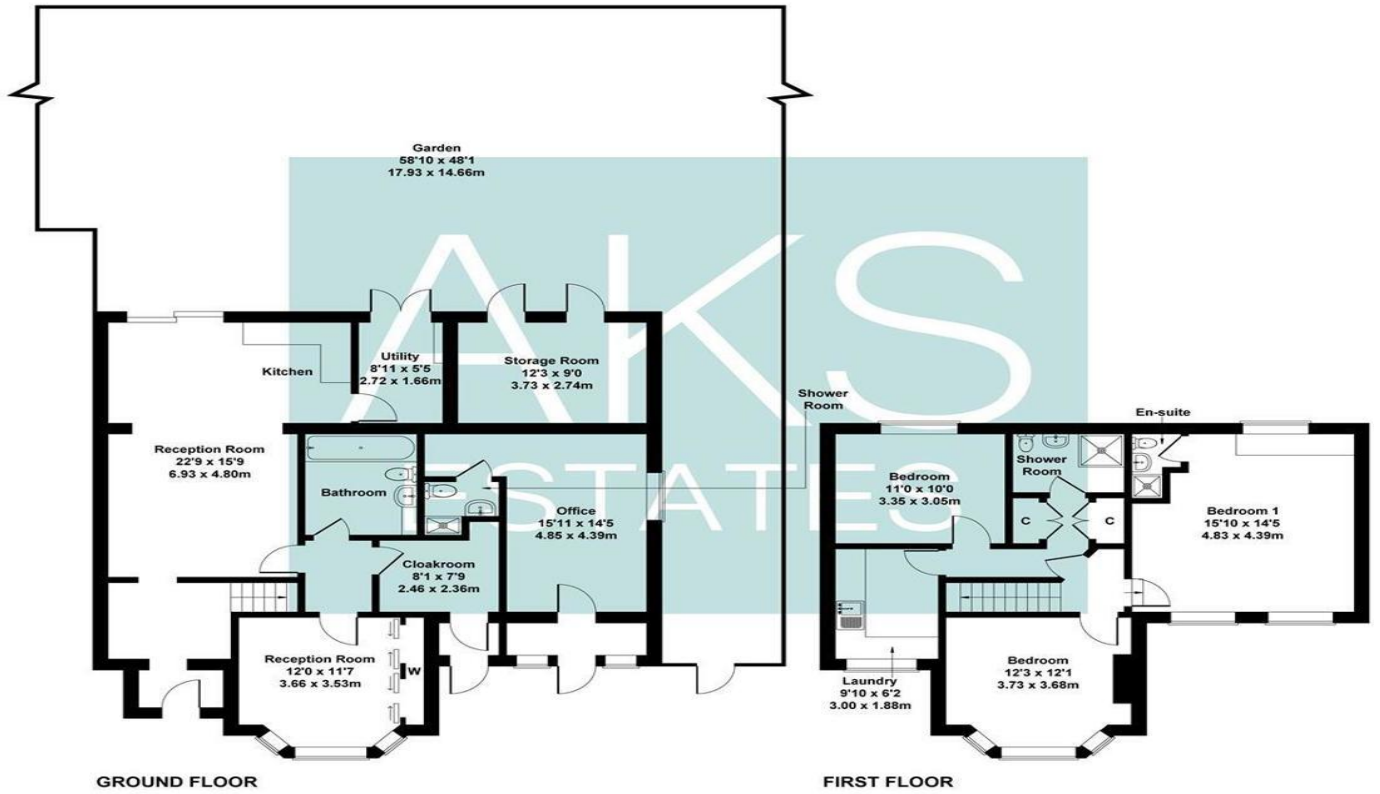 Garden
58'10 x 48'1
17.93 x 14.66m
AKS
ESTATES
Kitchen
Utility
8'11 x 5'5
2.72 x 1.66m
Storage Room
12'3 x 9'0
3.73 x 2.74m
Shower
Room
Reception Room
22'9 x 15'9
6.93 x 4.80m
Bathroom
Office
15'11 x 14'5
4.85 x 4.39m
Cloakroom
8'1 x 7'9
2.46 x 2.36m
Reception Room
12'0 x 11'7
3.66 x 3.53m
W
GROUND FLOOR
En-suite
Shower
Room
Bedroom
11'0 x 10'0
3.35 x 3.05m
C
C
Bedroom 1
15'10 x 14'5
4.83 x 4.39m
Laundry
9'10 x 6'2
3.00 x 1.88m
Bedroom
12'3 x 12'1
3.73 x 3.68m
FIRST FLOOR